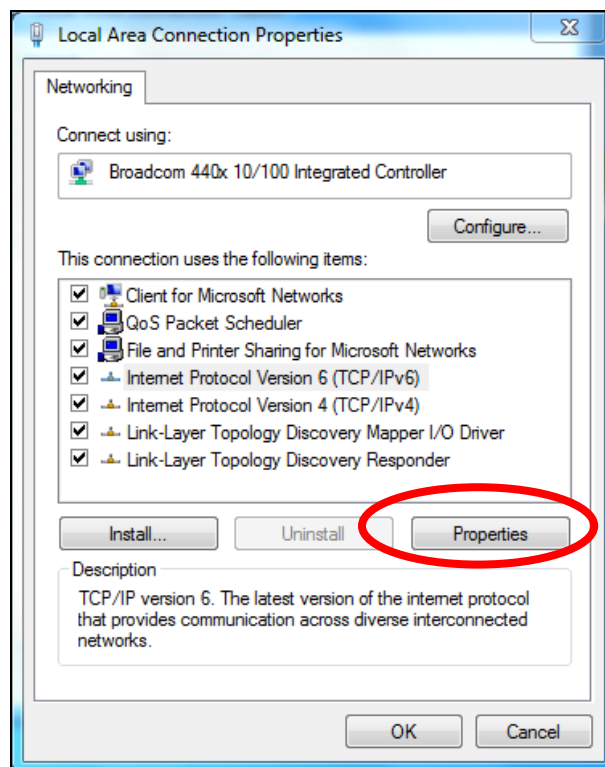 Local Area Connection Properties
Networking
Connect using:
Broadcom 440x 10/100 Integrated Controller
Configure...
This connection uses the following items:
Client for Microsoft Networks
QoS Packet Scheduler
File and Printer Sharing for Microsoft Networks
Internet Protocol Version 6 (TCP/IPv6)
Internet Protocol Version 4 (TCP/IPv4)
Link-Layer Topology Discovery Mapper I/O Driver
Link-Layer Topology Discovery Responder
Install... Uninstall Properties
Description
TCP/IP version 6. The latest version of the internet protocol
that provides communication across diverse interconnected
networks.
OK Cancel